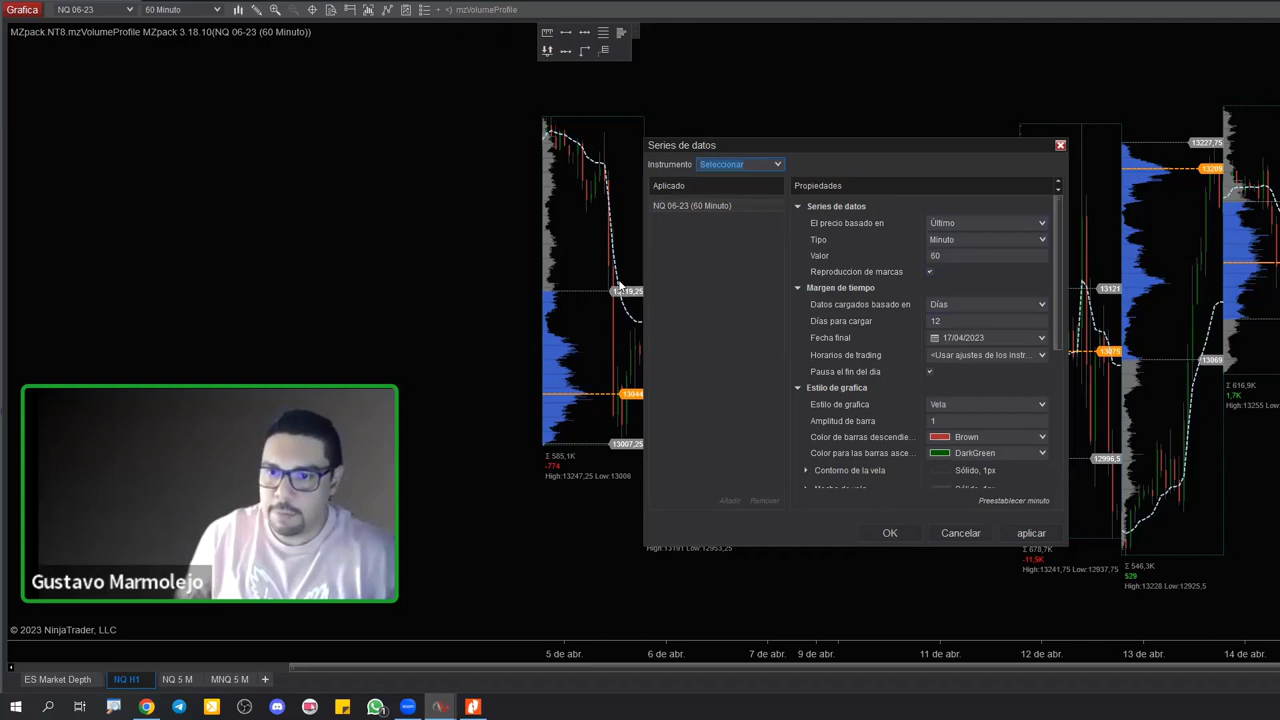 Grafica
NQ 06-23
60 Minuto
mzVolumeProfile
MZpack.NT8.mzVolumeProfile MZpack 3.18.10(NQ 06-23 (60 Minuto))
Series de datos
Instrumento
Seleccionar
Aplicado
Propiedades
NQ 06-23 (60 Minuto)
Series de datos
El precio basado en
Último
Tipo
Minuto
Valor
60
Reproduccion de marcas
Margen de tiempo
Datos cargados basado en
Días
Días para cargar
12
Fecha final
17/04/2023
Horarios de trading
<Usar ajustes de los instr...
Pausa el fin del dia
Estilo de grafica
Estilo de grafica
Vela
Amplitud de barra
1
Color de barras descendie...
Brown
Color para las barras asce...
DarkGreen
Contorno de la vela
Sólido, 1px
Añadir
Remover
Preestablecer minuto
OK
Cancelar
aplicar
13044
13007,25
Σ 585,1K
-774
High:13247,25 Low:13008
High:13191 Low:12953,25
13121
13075
12996,5
Σ 678,7K
-11,5K
High:13241,75 Low:12937,75
13227,75
13209
13069
Σ 546,3K
529
High:13228 Low:12925,5
Σ 616,9K
1,7K
High:13255 Low:132
Gustavo Marmolejo
© 2023 NinjaTrader, LLC
5 de abr.
6 de abr.
7 de abr.
9 de abr.
11 de abr.
12 de abr.
13 de abr.
14 de abr.
ES Market Depth
NQ H1
NQ 5 M
MNQ 5 M